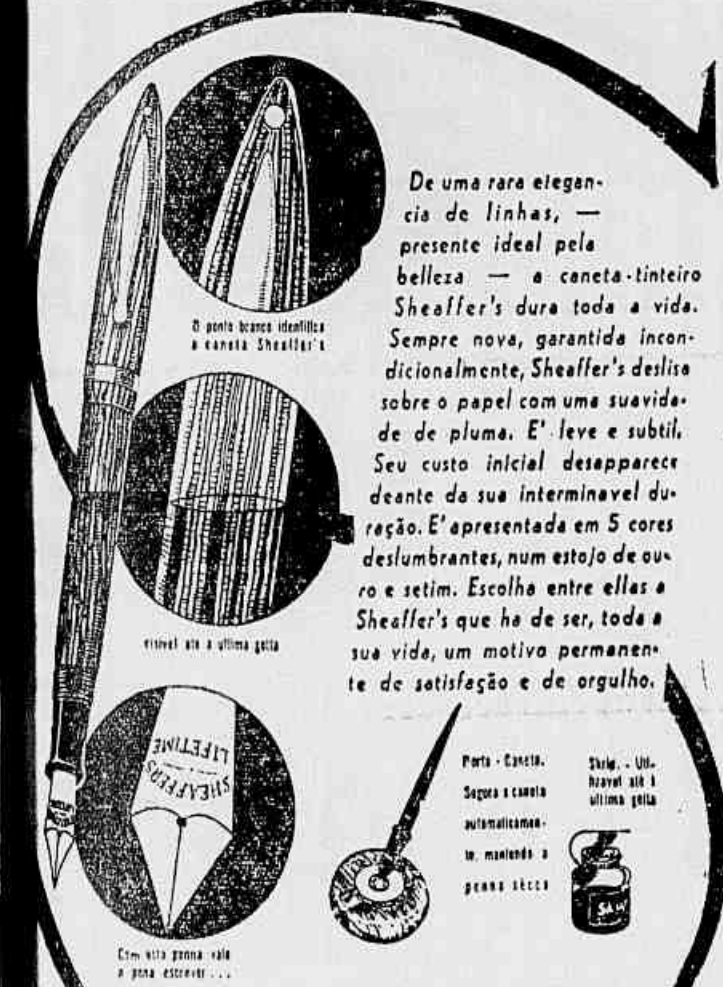 De uma rara elegan-
cia de linhas, —
presente ideal pela
belleza — a caneta-tinteiro
Sheaffer's dura toda a vida.
Sempre nova, garantida incon-
dicionalmente, Sheaffer's deslisa
sobre o papel com uma suavida-
de de pluma. E' leve e subtil.
Seu custo inicial desapparece
deante da sua interminavel du-
ração. E' apresentada em 5 cores
deslumbrantes, num estojo de ou-
ro e setim. Escolha entre ellas a
Sheaffer's que ha de ser, toda a
sua vida, um motivo permanen-
te de satisfação e de orgulho.
O ponto branco identifica
a caneta Sheaffer's
visivel até a ultima gotta
SHEAFFER'S
LIFETIME
Com esta penna vale
a pena escrever...
Porta-Caneta.
Segura a caneta
automaticamen-
te, mantendo a
penna sècca
Skrip. - Uti-
lizavel até á
ultima gotta